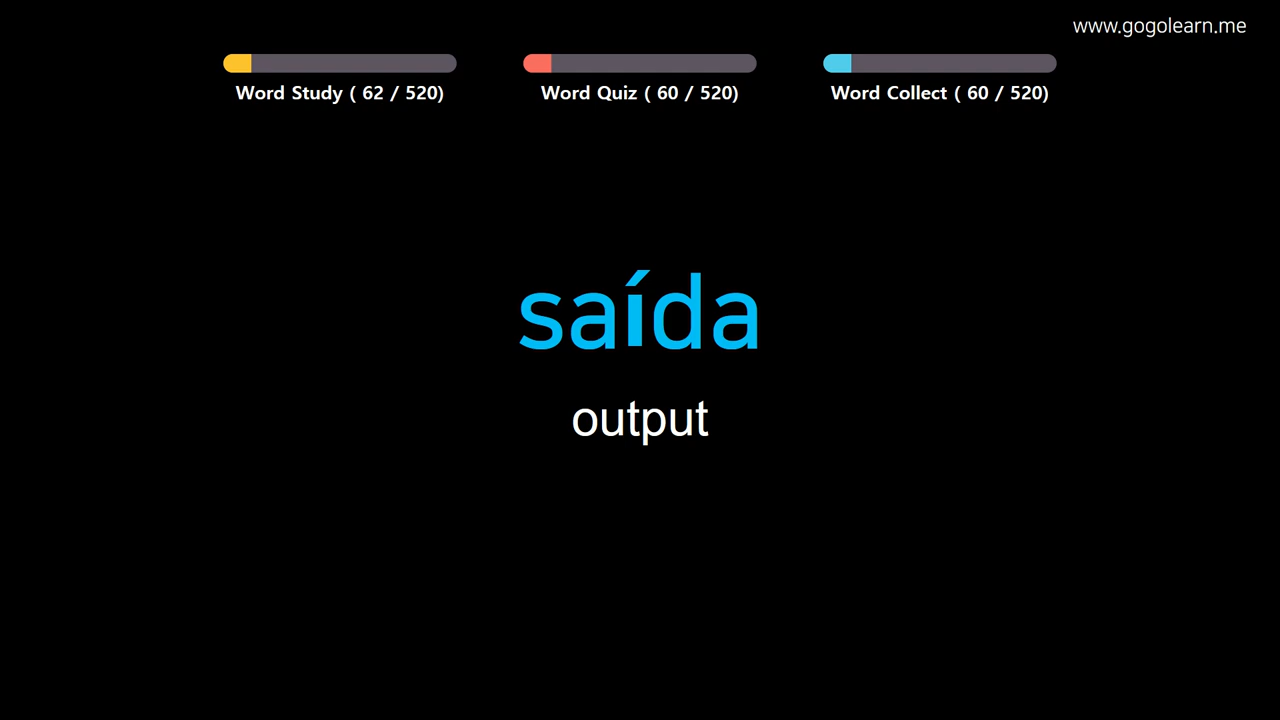 www.gogolearn.me
Word Study ( 62 / 520)
Word Quiz ( 60 / 520)
Word Collect ( 60 / 520)
saída
output